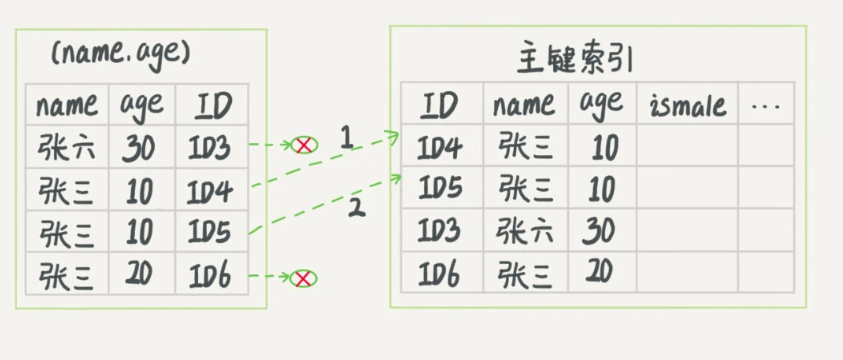 (name.age)
name age ID
张六 30 ID3
张三 10 ID4
张三 10 ID5
张三 20 ID6
1
2
主键索引
ID name age ismale ...
ID4 张三 10
ID5 张三 10
ID3 张六 30
ID6 张三 20